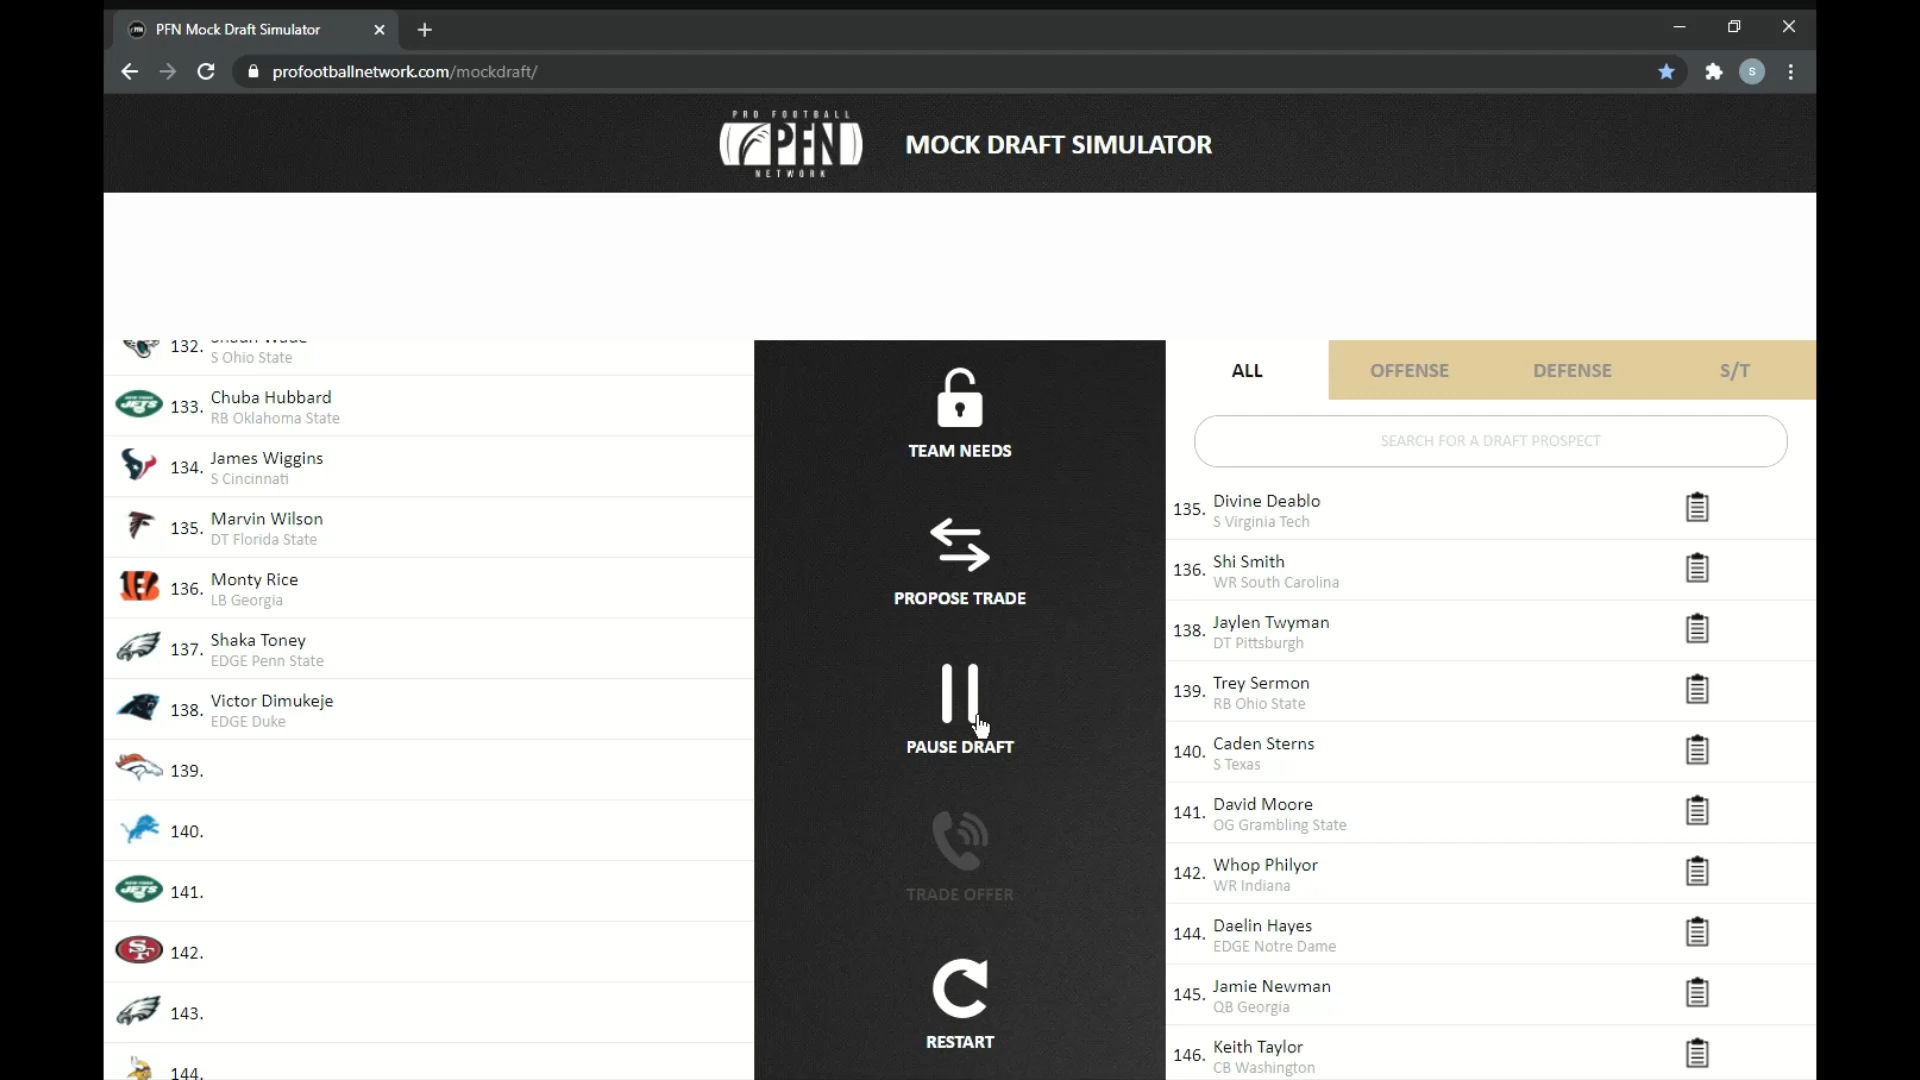 PFN Mock Draft Simulator
profootballnetwork.com/mockdraft/
S
PRO FOOTBALL
PFN
NETWORK
MOCK DRAFT SIMULATOR
132.
S Ohio State
133. Chuba Hubbard
RB Oklahoma State
134. James Wiggins
S Cincinnati
135. Marvin Wilson
DT Florida State
136. Monty Rice
LB Georgia
137. Shaka Toney
EDGE Penn State
138. Victor Dimukeje
EDGE Duke
139.
140.
141.
142.
143.
144.
TEAM NEEDS
PROPOSE TRADE
PAUSE DRAFT
TRADE OFFER
RESTART
ALL OFFENSE DEFENSE S/T
SEARCH FOR A DRAFT PROSPECT
135. Divine Deablo
S Virginia Tech
136. Shi Smith
WR South Carolina
138. Jaylen Twyman
DT Pittsburgh
139. Trey Sermon
RB Ohio State
140. Caden Sterns
S Texas
141. David Moore
OG Grambling State
142. Whop Philyor
WR Indiana
144. Daelin Hayes
EDGE Notre Dame
145. Jamie Newman
QB Georgia
146. Keith Taylor
CB Washington